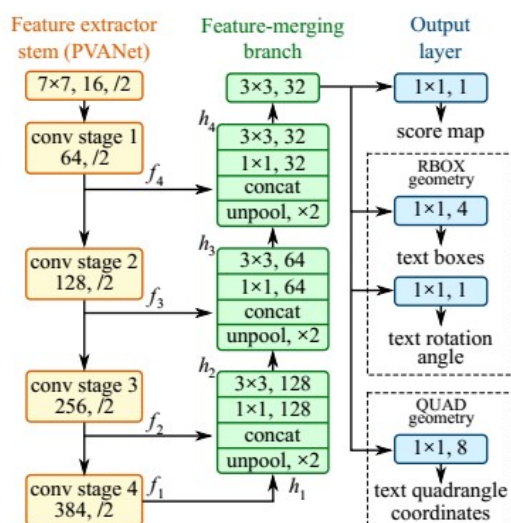 Feature extractor
stem (PVANet)
7×7, 16, /2
conv stage 1
64, /2
f4
conv stage 2
128, /2
f3
conv stage 3
256, /2
f2
conv stage 4
384, /2
f1
Feature-merging
branch
3×3, 32
h4
3×3, 32
1×1, 32
concat
unpool, ×2
h3
3×3, 64
1×1, 64
concat
unpool, ×2
h2
3×3, 128
1×1, 128
concat
unpool, ×2
h1
Output
layer
1×1, 1
score map
RBOX
geometry
1×1, 4
text boxes
1×1, 1
text rotation
angle
QUAD
geometry
1×1, 8
text quadrangle
coordinates